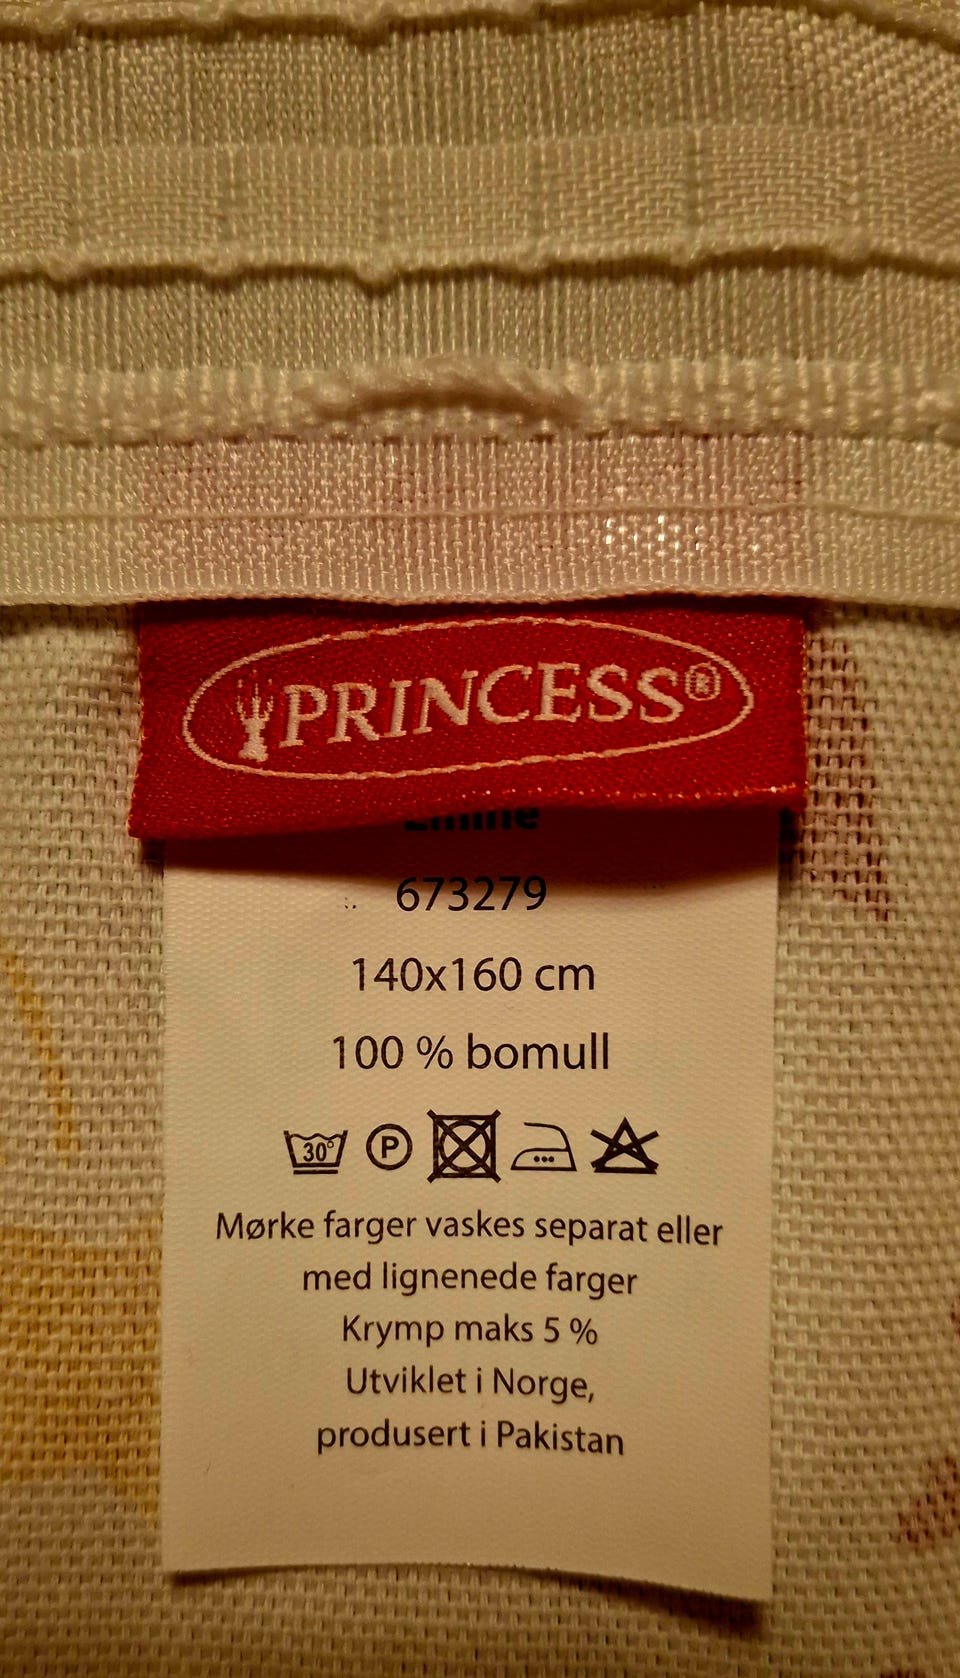 PRINCESS®
673279
140x160 cm
100 % bomull
30°
P
Mørke farger vaskes separat eller
med lignenede farger
Krymp maks 5 %
Utviklet i Norge,
produsert i Pakistan